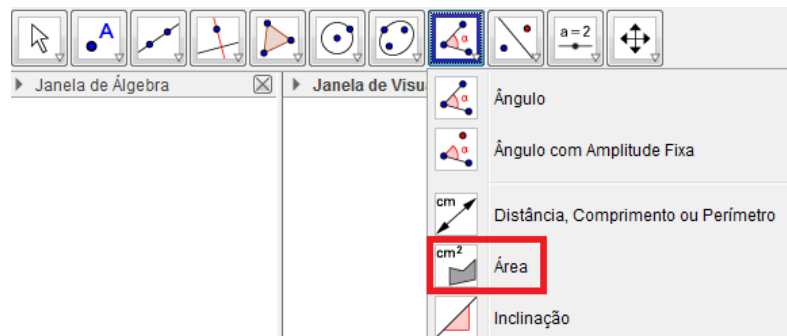 A
α
a = 2
Janela de Álgebra
Janela de Visu
α
Ângulo
α
Ângulo com Amplitude Fixa
cm
Distância, Comprimento ou Perímetro
cm²
Área
Inclinação